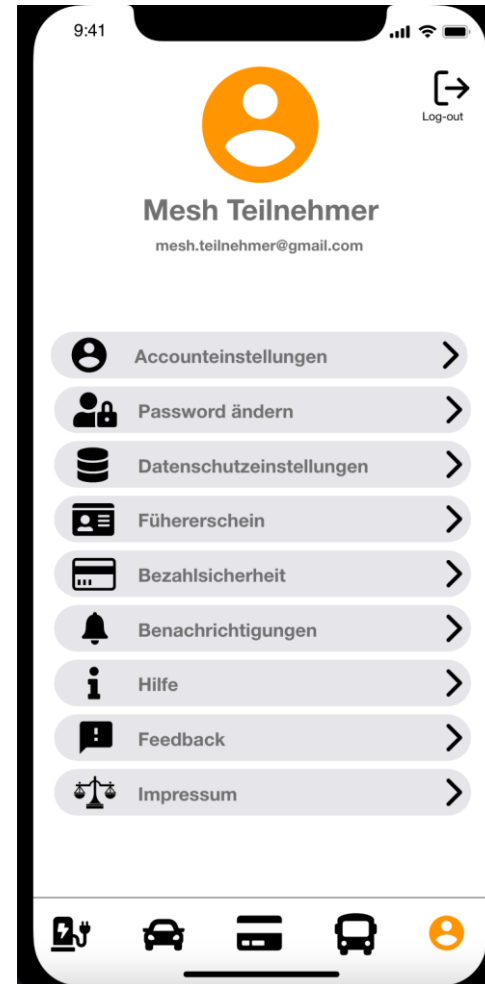 9:41
Log-out
Mesh Teilnehmer
mesh.teilnehmer@gmail.com
Accounteinstellungen
Password ändern
Datenschutzeinstellungen
Fühererschein
Bezahlsicherheit
Benachrichtigungen
Hilfe
Feedback
Impressum